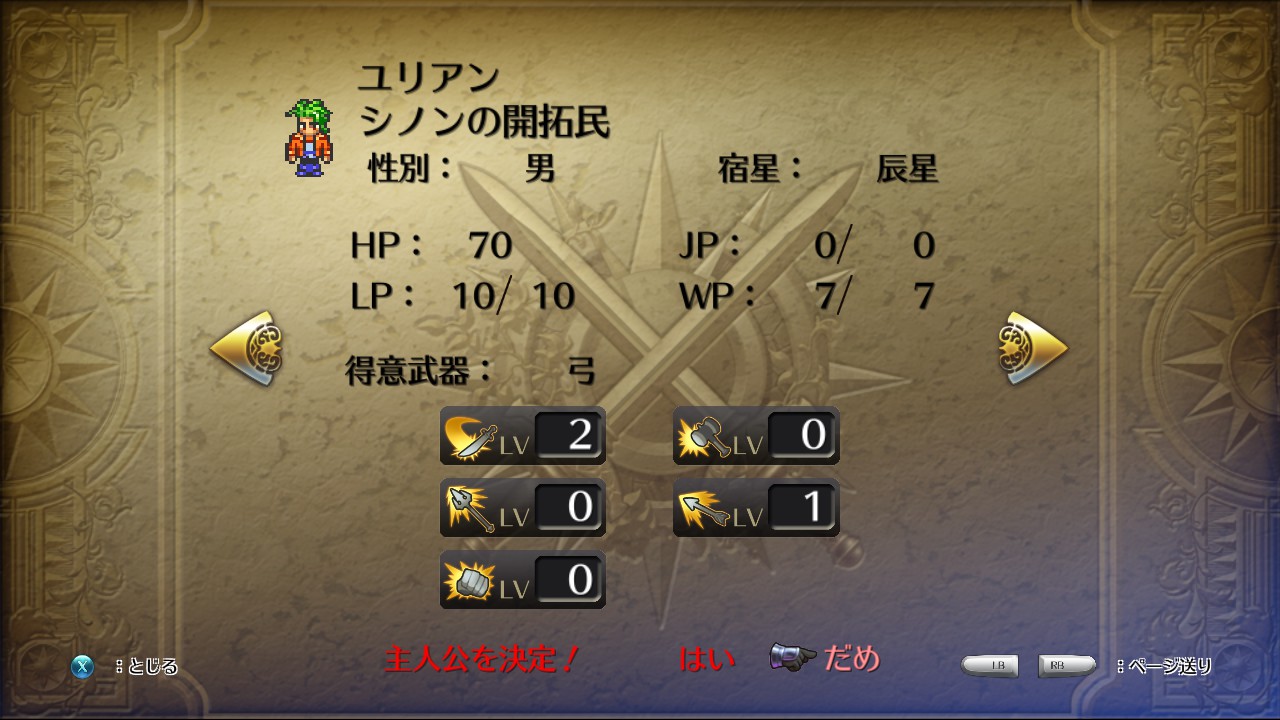 ユリアン
シノンの開拓民
性別： 男 宿星： 辰星
HP： 70 JP： 0/ 0
LP： 10/ 10 WP： 7/ 7
得意武器： 弓
LV 2 LV 0
LV 0 LV 1
LV 0
主人公を決定！ はい だめ
X ：とじる LB RB ：ページ送り